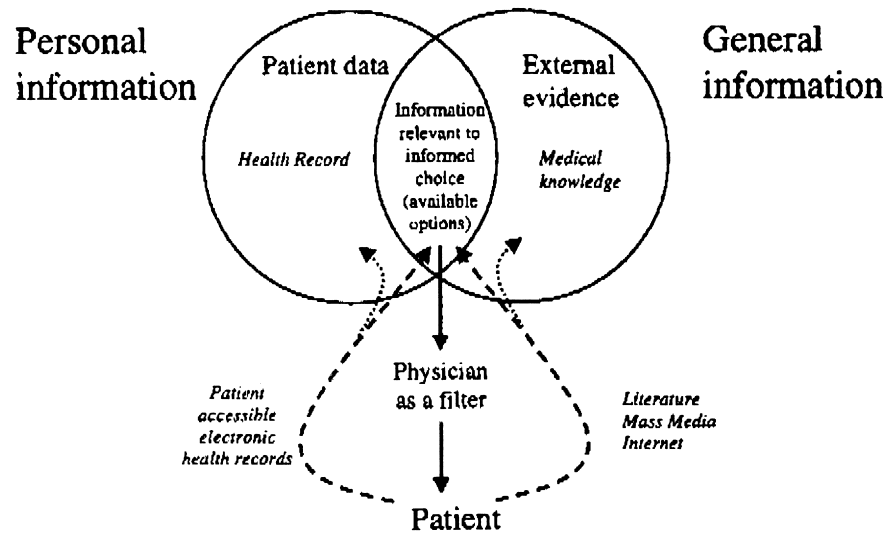 Personal
information
General
information
Patient data
External
evidence
Information
relevant to
informed
choice
(available
options)
Health Record
Medical
knowledge
Physician
as a filter
Patient
accessible
electronic
health records
Literature
Mass Media
Internet
Patient